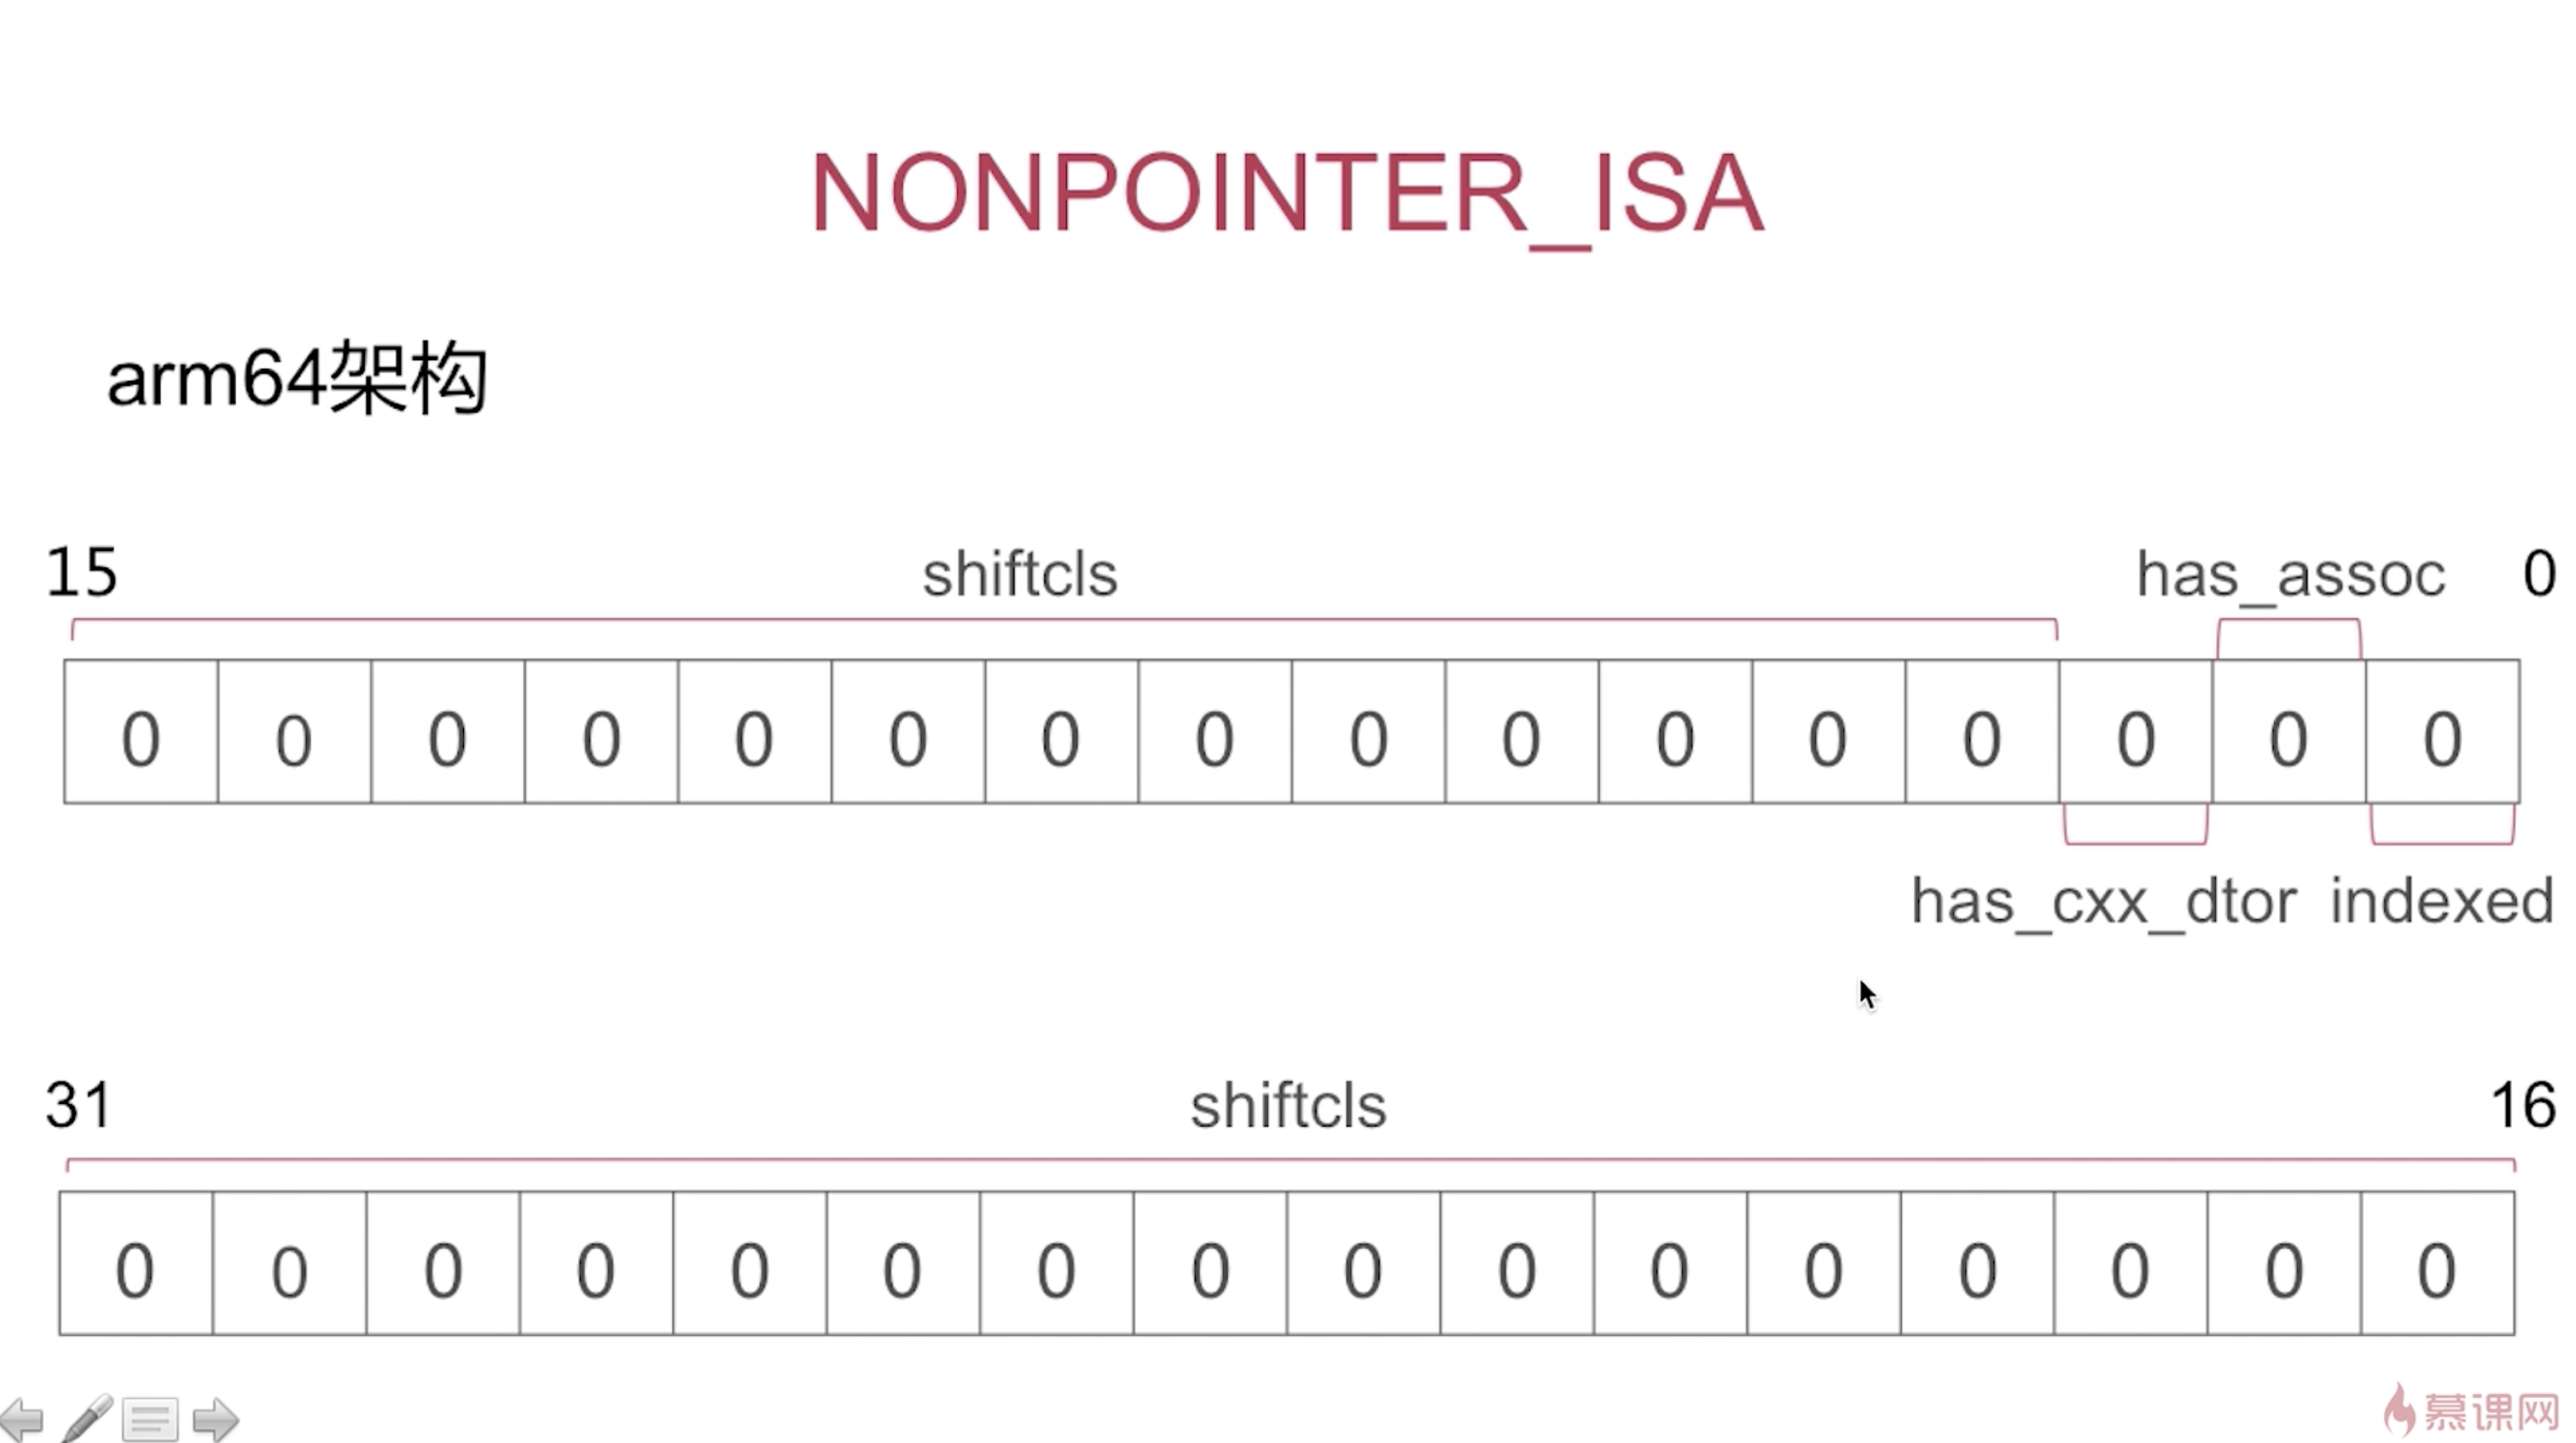 NONPOINTER_ISA
arm64架构
15 shiftcls has_assoc 0
0 0 0 0 0 0 0 0 0 0 0 0 0 0 0 0
has_cxx_dtor indexed
31 shiftcls 16
0 0 0 0 0 0 0 0 0 0 0 0 0 0 0 0
慕课网